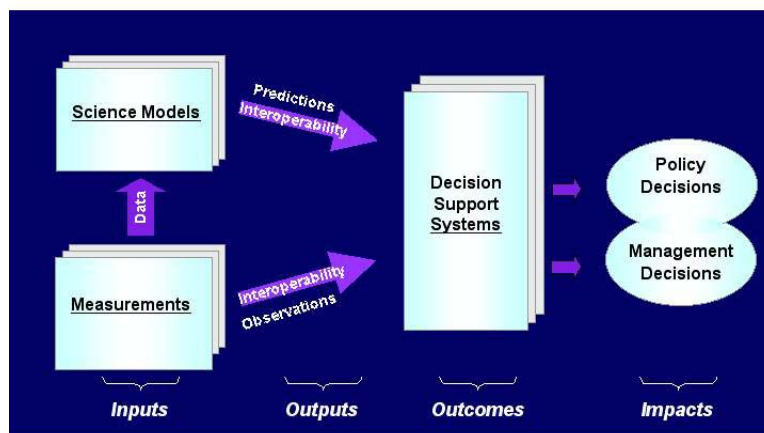 Science Models
Predictions
Interoperability
Data
Measurements
Interoperability
Observations
Decision
Support
Systems
Policy
Decisions
Management
Decisions
Inputs
Outputs
Outcomes
Impacts